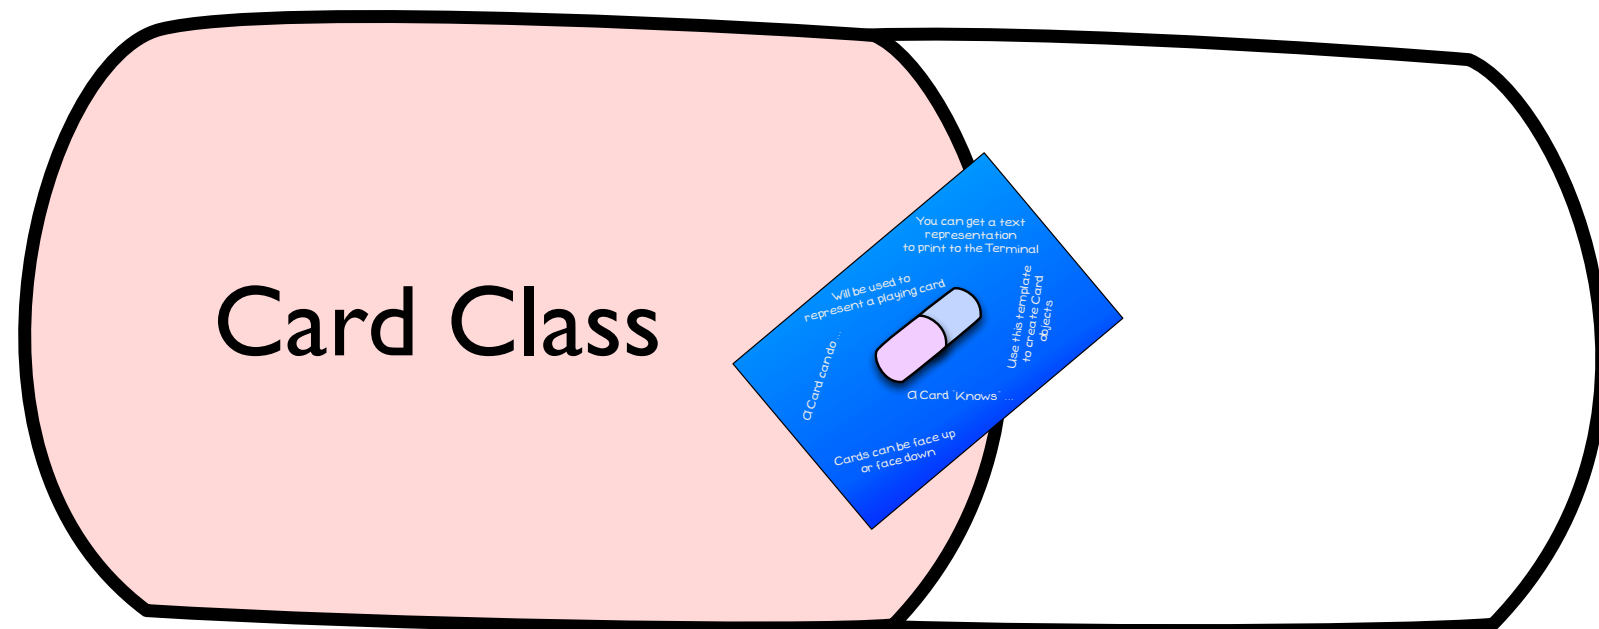 Card Class
You can get a text
representation
to print to the Terminal
Will be used to
represent a playing card
Use this template
to create Card
objects
A Card can do ...
A Card "Knows" ...
Cards can be face up
or face down